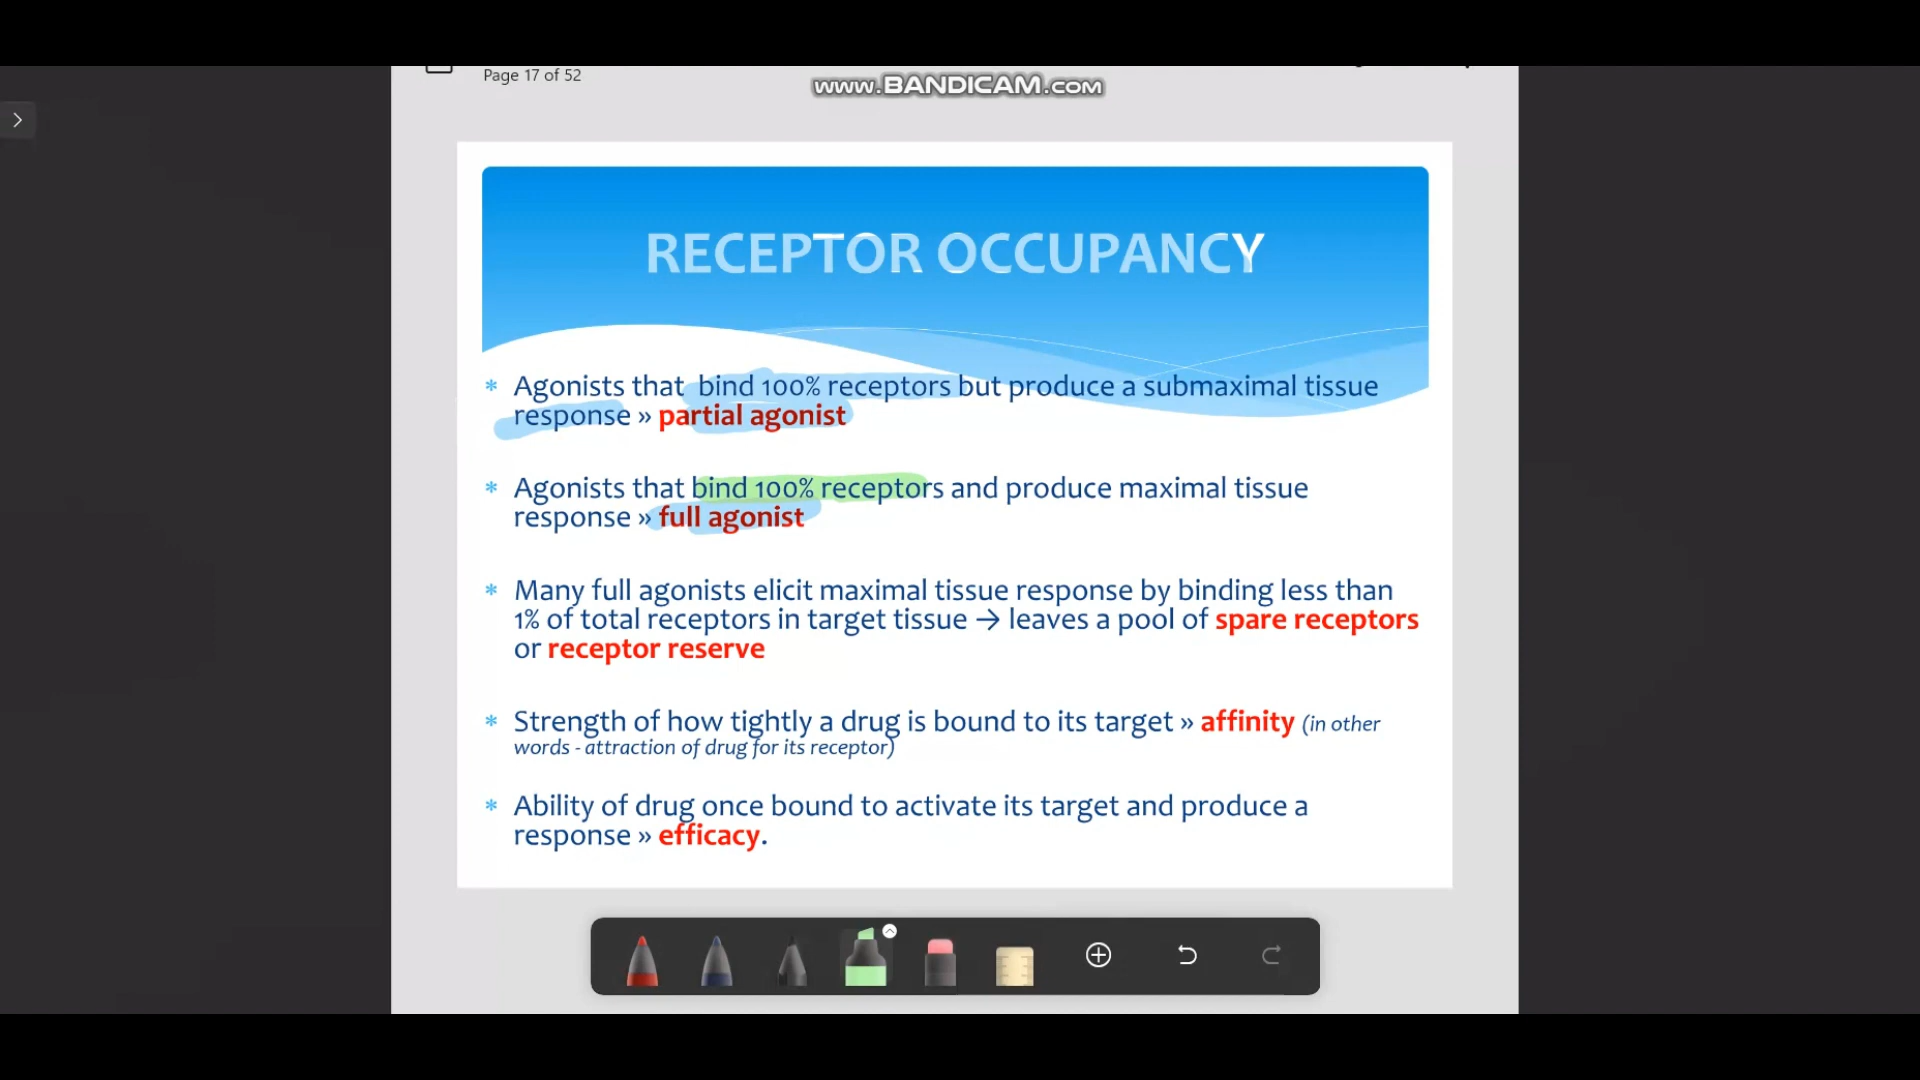 Page 17 of 52
www.BANDICAM.com
RECEPTOR OCCUPANCY
* Agonists that bind 100% receptors but produce a submaximal tissue
response » partial agonist
* Agonists that bind 100% receptors and produce maximal tissue
response » full agonist
* Many full agonists elicit maximal tissue response by binding less than
1% of total receptors in target tissue → leaves a pool of spare receptors
or receptor reserve
* Strength of how tightly a drug is bound to its target » affinity (in other
words - attraction of drug for its receptor)
* Ability of drug once bound to activate its target and produce a
response » efficacy.